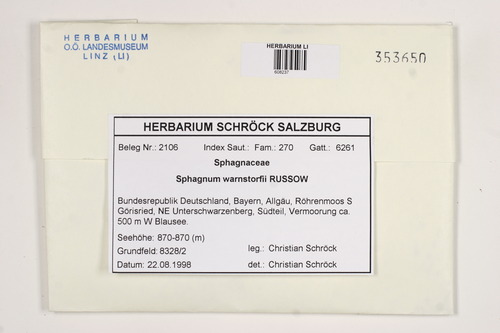 HERBARIUM
O.Ö. LANDESMUSEUM
LINZ (LI)
HERBARIUM LI
608237
353650
HERBARIUM SCHRÖCK SALZBURG
Beleg Nr.: 2106 Index Saut.: Fam.: 270 Gatt.: 6261
Sphagnaceae
Sphagnum warnstorfii RUSSOW
Bundesrepublik Deutschland, Bayern, Allgäu, Röhrenmoos S
Görisried, NE Unterschwarzenberg, Südteil, Vermoorung ca.
500 m W Blausee.
Seehöhe: 870-870 (m)
Grundfeld: 8328/2 leg.: Christian Schröck
Datum: 22.08.1998 det.: Christian Schröck